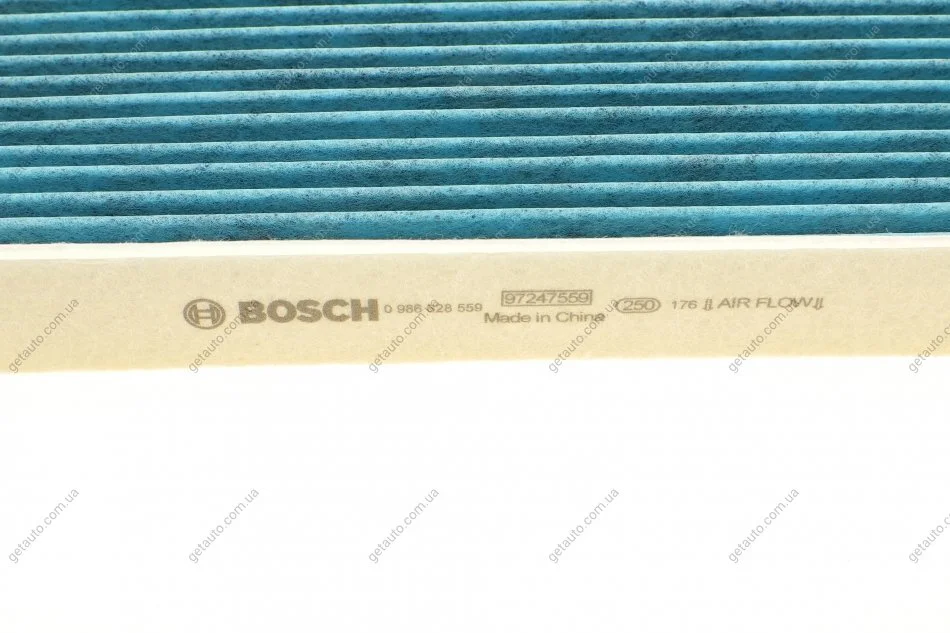 BOSCH 0 986 628 559 97247559 250 176 AIR FLOW
Made in China
getauto.com.ua